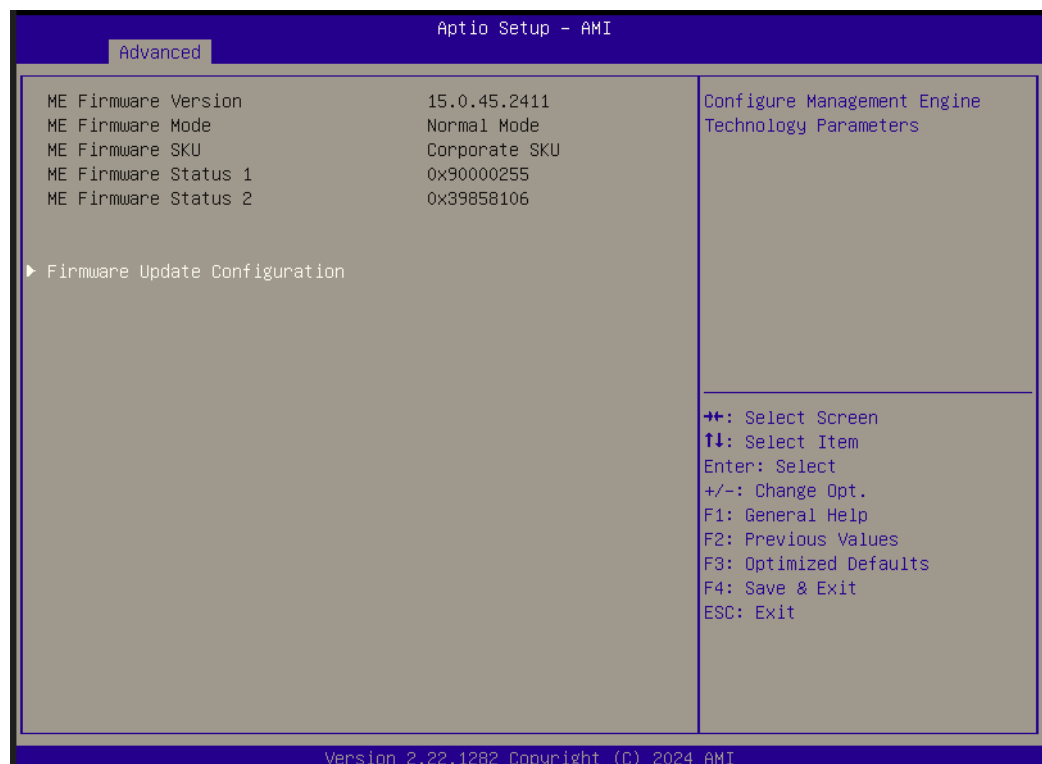 Aptio Setup – AMI
Advanced
ME Firmware Version 15.0.45.2411
ME Firmware Mode Normal Mode
ME Firmware SKU Corporate SKU
ME Firmware Status 1 0x90000255
ME Firmware Status 2 0x39858106
▶ Firmware Update Configuration
Configure Management Engine
Technology Parameters
→←: Select Screen
↑↓: Select Item
Enter: Select
+/-: Change Opt.
F1: General Help
F2: Previous Values
F3: Optimized Defaults
F4: Save & Exit
ESC: Exit
Version 2.22.1282 Copyright (C) 2024 AMI